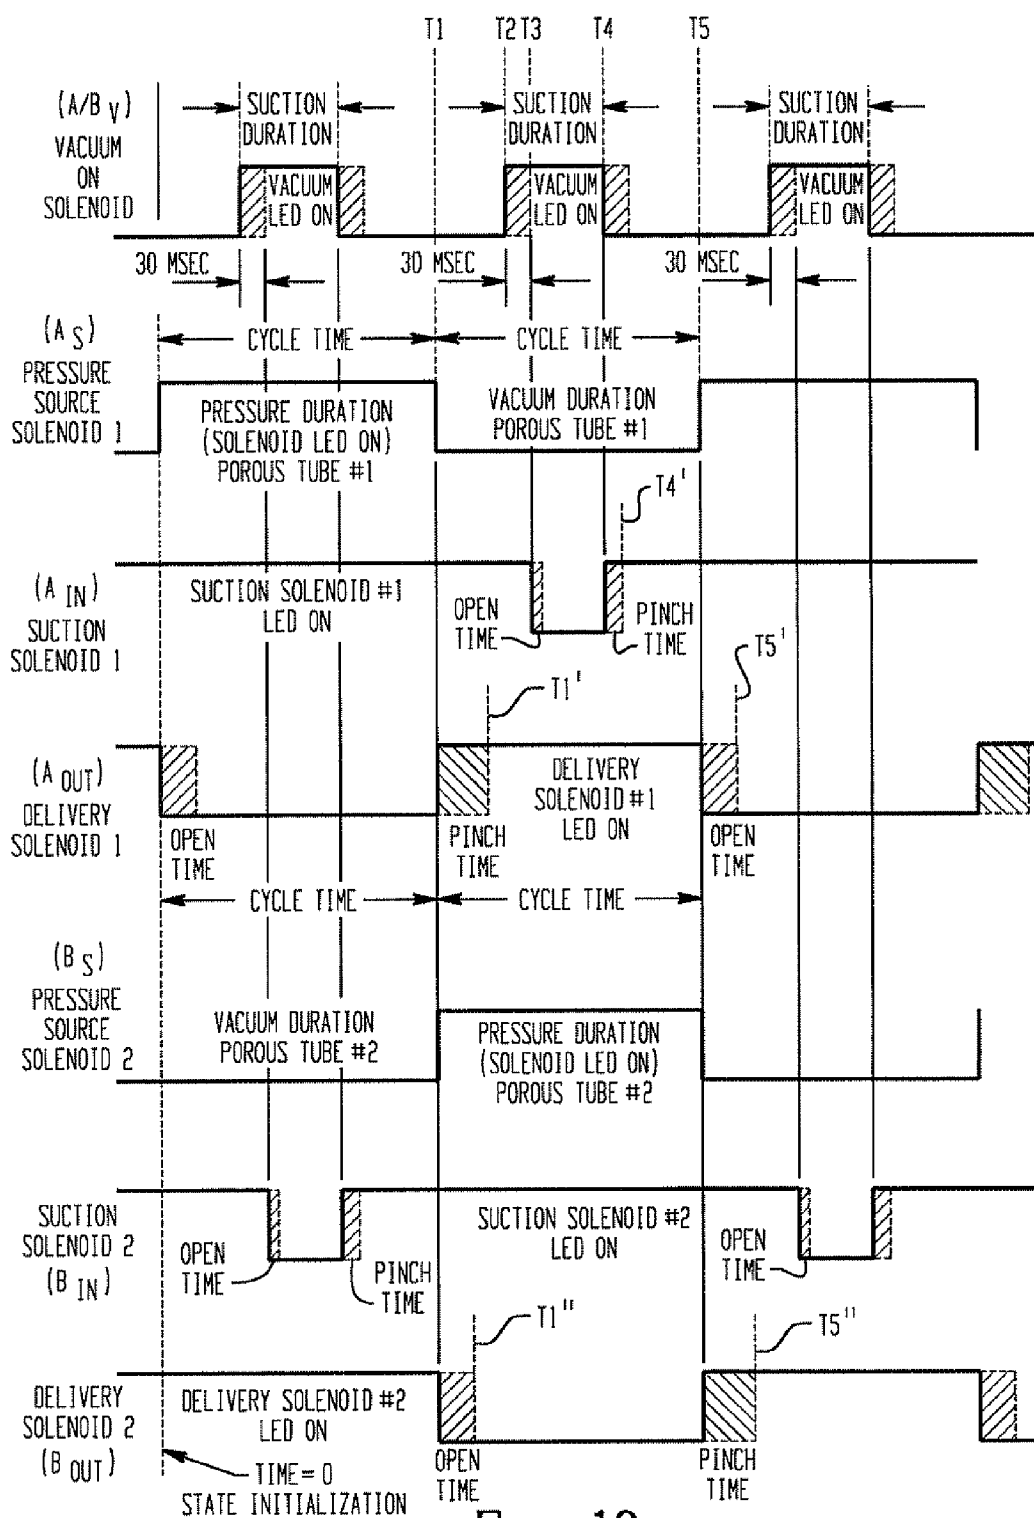 T1 T2 T3 T4 T5
(A/B V)
VACUUM
ON
SOLENOID
SUCTION
DURATION
SUCTION
DURATION
SUCTION
DURATION
VACUUM
LED ON
VACUUM
LED ON
VACUUM
LED ON
30 MSEC
30 MSEC
30 MSEC
(A S)
PRESSURE
SOURCE
SOLENOID 1
CYCLE TIME
CYCLE TIME
PRESSURE DURATION
(SOLENOID LED ON)
POROUS TUBE #1
VACUUM DURATION
POROUS TUBE #1
T4'
(A IN)
SUCTION
SOLENOID 1
SUCTION SOLENOID #1
LED ON
OPEN
TIME
PINCH
TIME
T1'
T5'
(A OUT)
DELIVERY
SOLENOID 1
OPEN
TIME
PINCH
TIME
DELIVERY
SOLENOID #1
LED ON
OPEN
TIME
CYCLE TIME
CYCLE TIME
(B S)
PRESSURE
SOURCE
SOLENOID 2
VACUUM DURATION
POROUS TUBE #2
PRESSURE DURATION
(SOLENOID LED ON)
POROUS TUBE #2
SUCTION
SOLENOID 2
(B IN)
OPEN
TIME
PINCH
TIME
SUCTION SOLENOID #2
LED ON
OPEN
TIME
T1"
T5"
DELIVERY
SOLENOID 2
(B OUT)
DELIVERY SOLENOID #2
LED ON
OPEN
TIME
PINCH
TIME
TIME=0
STATE INITIALIZATION